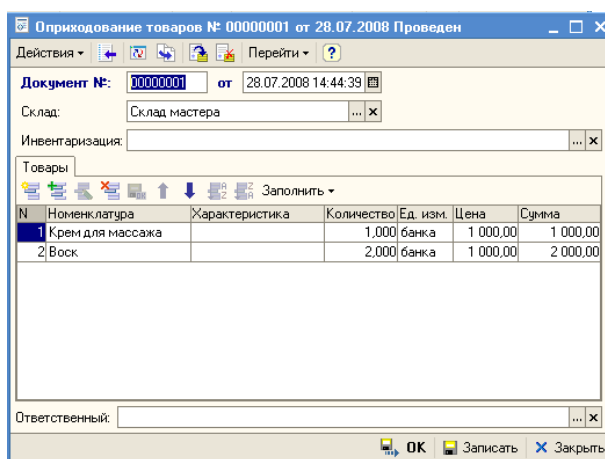 Оприходование товаров № 00000001 от 28.07.2008 Проведен
Действия Перейти ?
Документ №: 00000001 от 28.07.2008 14:44:39
Склад: Склад мастера ... x
Инвентаризация: ... x
Товары
Заполнить
N Номенклатура Характеристика Количество Ед. изм. Цена Сумма
1 Крем для массажа 1,000 банка 1 000,00 1 000,00
2 Воск 2,000 банка 1 000,00 2 000,00
Ответственный: ... x
OK Записать Закрыть